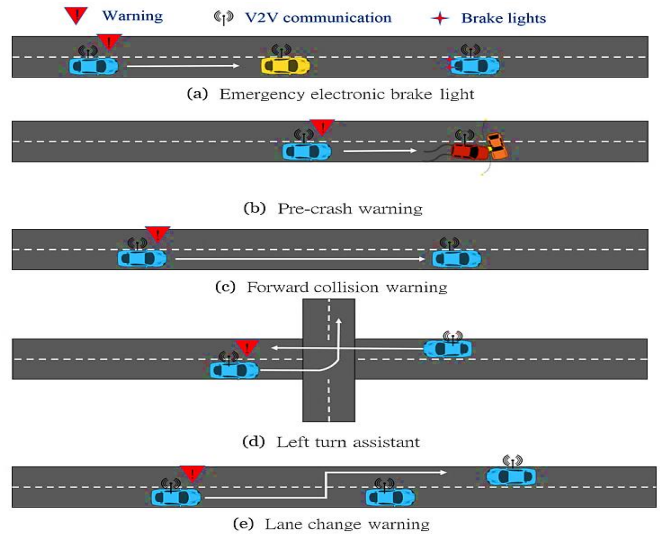 Warning V2V communication Brake lights
(a) Emergency electronic brake light
(b) Pre-crash warning
(c) Forward collision warning
(d) Left turn assistant
(e) Lane change warning